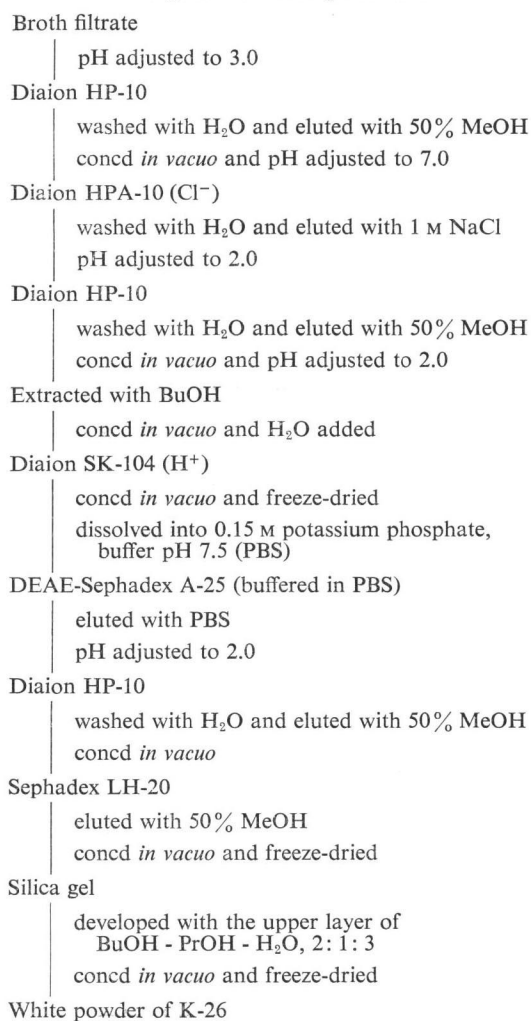 Broth filtrate
pH adjusted to 3.0
Diaion HP-10
washed with H₂O and eluted with 50% MeOH
concd in vacuo and pH adjusted to 7.0
Diaion HPA-10 (Cl⁻)
washed with H₂O and eluted with 1 M NaCl
pH adjusted to 2.0
Diaion HP-10
washed with H₂O and eluted with 50% MeOH
concd in vacuo and pH adjusted to 2.0
Extracted with BuOH
concd in vacuo and H₂O added
Diaion SK-104 (H⁺)
concd in vacuo and freeze-dried
dissolved into 0.15 M potassium phosphate,
buffer pH 7.5 (PBS)
DEAE-Sephadex A-25 (buffered in PBS)
eluted with PBS
pH adjusted to 2.0
Diaion HP-10
washed with H₂O and eluted with 50% MeOH
concd in vacuo
Sephadex LH-20
eluted with 50% MeOH
concd in vacuo and freeze-dried
Silica gel
developed with the upper layer of
BuOH - PrOH - H₂O, 2: 1: 3
concd in vacuo and freeze-dried
White powder of K-26